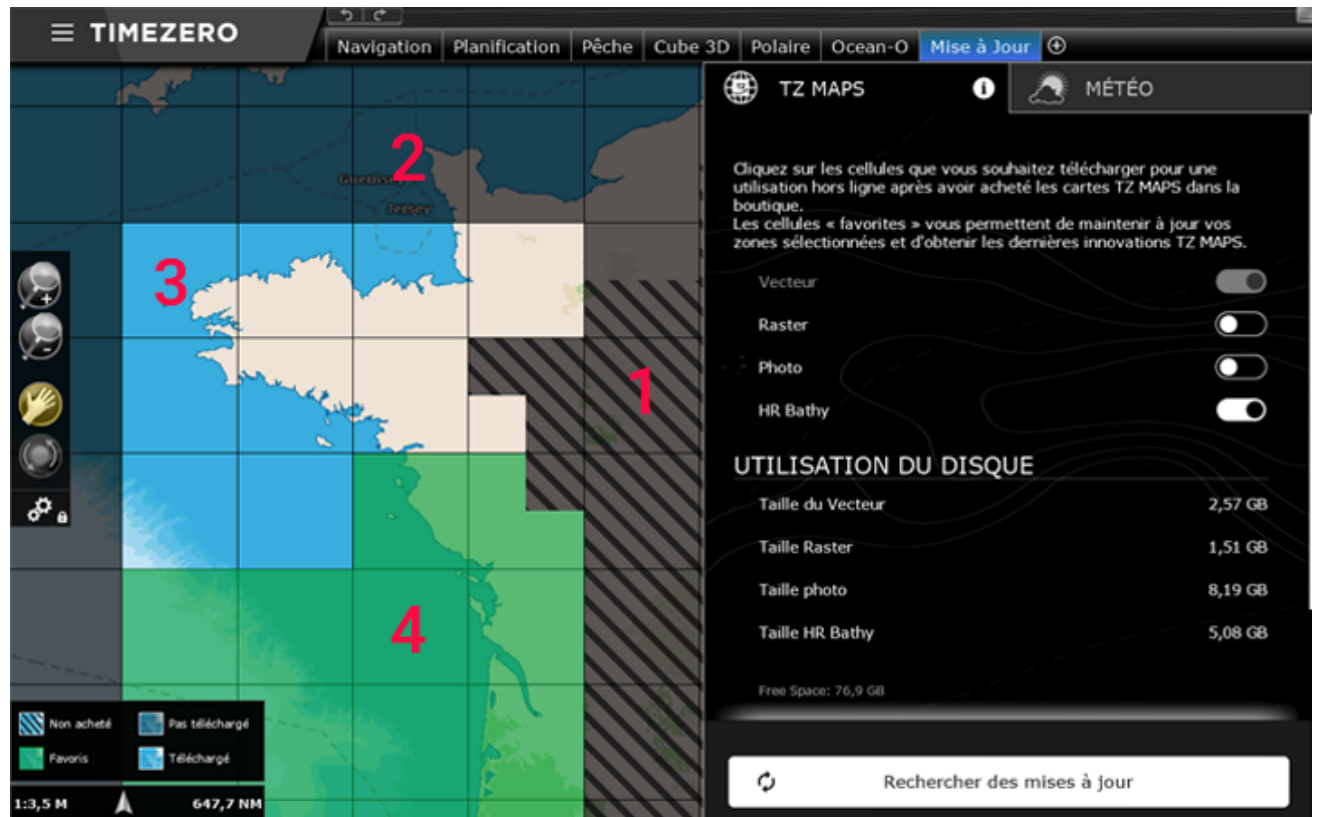 TIMEZERO
Navigation Planification Pêche Cube 3D Polaire Ocean-O Mise à Jour
TZ MAPS
MÉTÉO
Cliquez sur les cellules que vous souhaitez télécharger pour une
utilisation hors ligne après avoir acheté les cartes TZ MAPS dans la
boutique.
Les cellules « favorites » vous permettent de maintenir à jour vos
zones sélectionnées et d'obtenir les dernières innovations TZ MAPS.
Vecteur
Raster
Photo
HR Bathy
UTILISATION DU DISQUE
Taille du Vecteur 2,57 GB
Taille Raster 1,51 GB
Taille photo 8,19 GB
Taille HR Bathy 5,08 GB
Free Space: 76,9 GB
Rechercher des mises à jour
2
Guernsey
Jersey
3
1
4
Non acheté Pas téléchargé
Favoris Téléchargé
1:3,5 M 647,7 NM